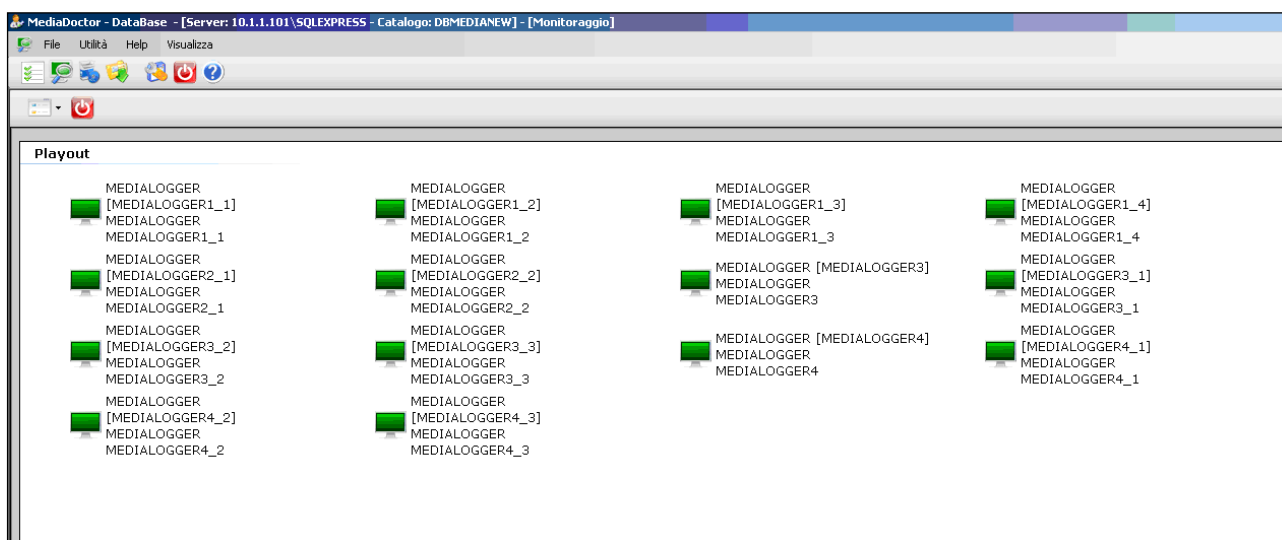 MediaDoctor - DataBase - [Server: 10.1.1.101\SQLEXPRESS - Catalogo: DBMEDIANEW] - [Monitoraggio]
File Utilità Help Visualizza
Playout
MEDIALOGGER
[MEDIALOGGER1_1]
MEDIALOGGER
MEDIALOGGER1_1
MEDIALOGGER
[MEDIALOGGER1_2]
MEDIALOGGER
MEDIALOGGER1_2
MEDIALOGGER
[MEDIALOGGER1_3]
MEDIALOGGER
MEDIALOGGER1_3
MEDIALOGGER
[MEDIALOGGER1_4]
MEDIALOGGER
MEDIALOGGER1_4
MEDIALOGGER
[MEDIALOGGER2_1]
MEDIALOGGER
MEDIALOGGER2_1
MEDIALOGGER
[MEDIALOGGER2_2]
MEDIALOGGER
MEDIALOGGER2_2
MEDIALOGGER [MEDIALOGGER3]
MEDIALOGGER
MEDIALOGGER3
MEDIALOGGER
[MEDIALOGGER3_1]
MEDIALOGGER
MEDIALOGGER3_1
MEDIALOGGER
[MEDIALOGGER3_2]
MEDIALOGGER
MEDIALOGGER3_2
MEDIALOGGER
[MEDIALOGGER3_3]
MEDIALOGGER
MEDIALOGGER3_3
MEDIALOGGER [MEDIALOGGER4]
MEDIALOGGER
MEDIALOGGER4
MEDIALOGGER
[MEDIALOGGER4_1]
MEDIALOGGER
MEDIALOGGER4_1
MEDIALOGGER
[MEDIALOGGER4_2]
MEDIALOGGER
MEDIALOGGER4_2
MEDIALOGGER
[MEDIALOGGER4_3]
MEDIALOGGER
MEDIALOGGER4_3